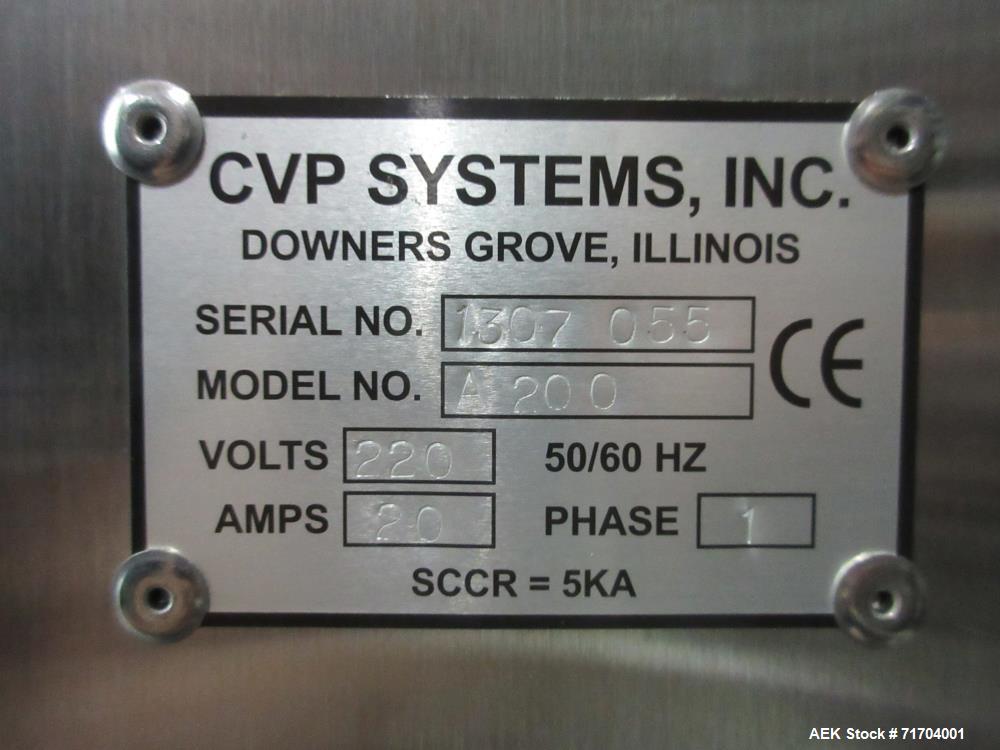 CVP SYSTEMS, INC.
DOWNERS GROVE, ILLINOIS
SERIAL NO. 1307 055
MODEL NO. A 200
CE
VOLTS 220 50/60 HZ
AMPS 20 PHASE 1
SCCR = 5KA
AEK Stock # 71704001